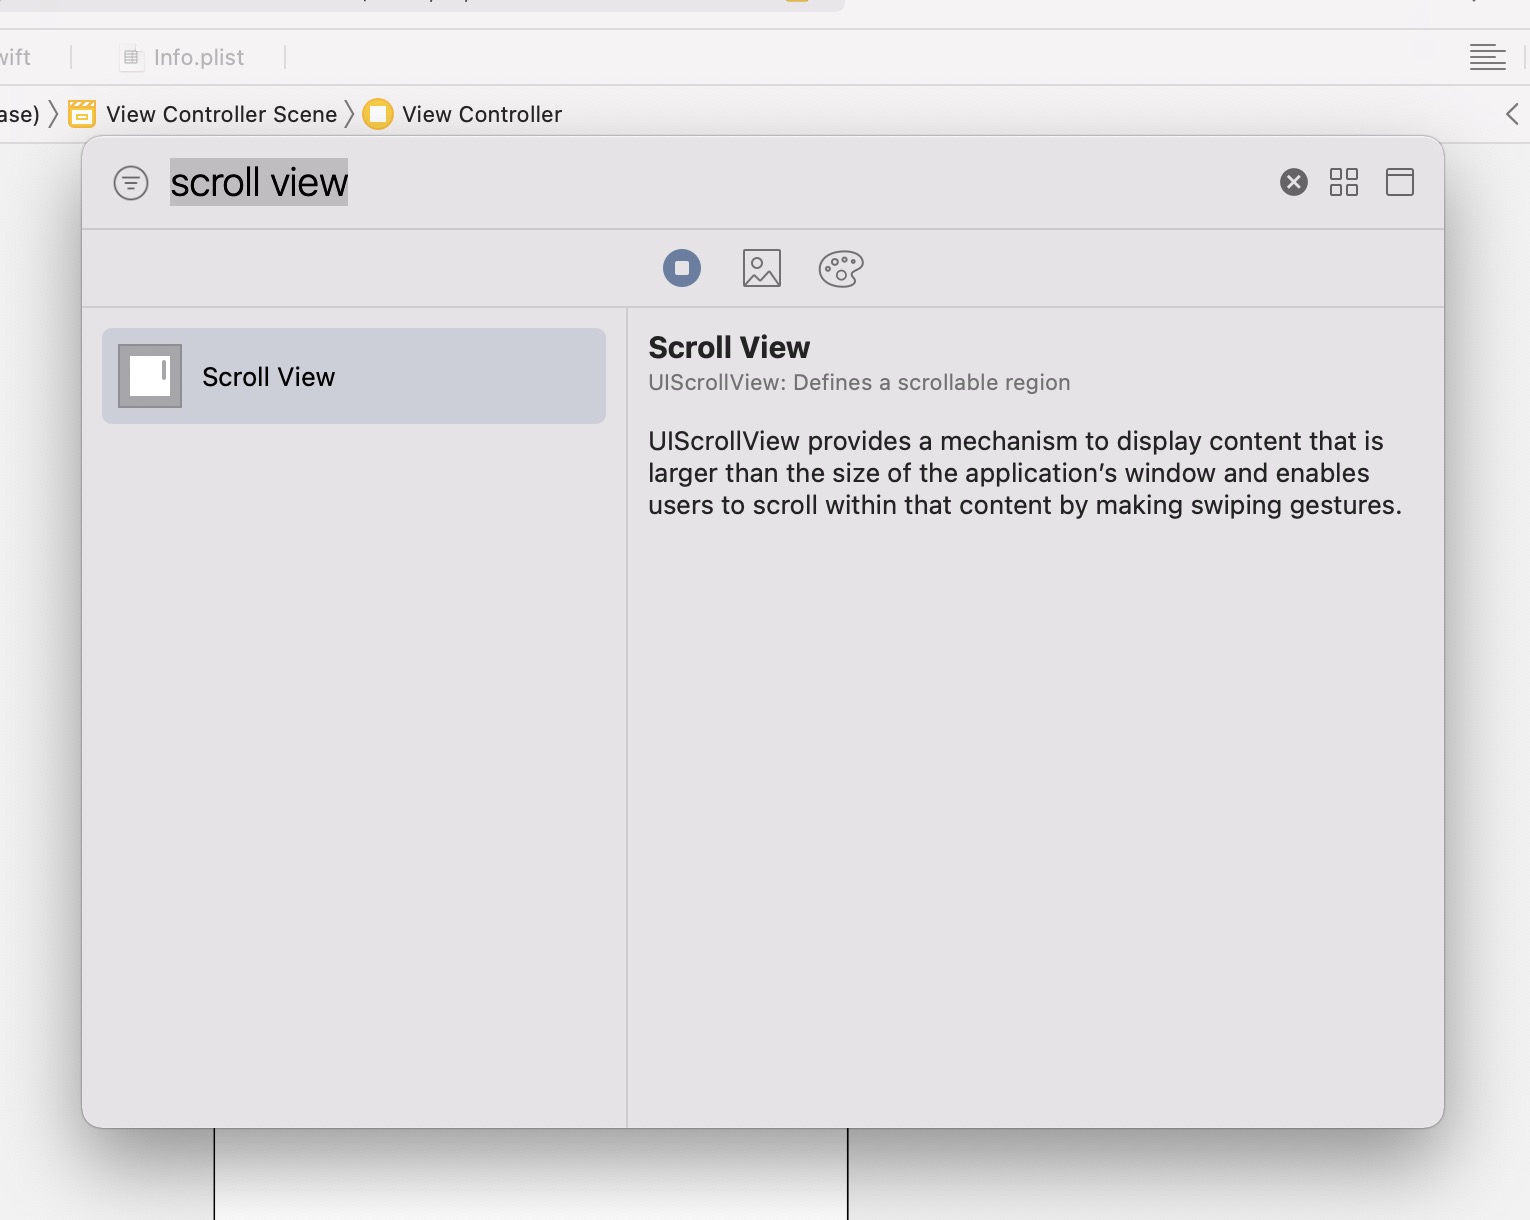 Info.plist
View Controller Scene View Controller
scroll view
Scroll View
Scroll View
UIScrollView: Defines a scrollable region
UIScrollView provides a mechanism to display content that is
larger than the size of the application’s window and enables
users to scroll within that content by making swiping gestures.